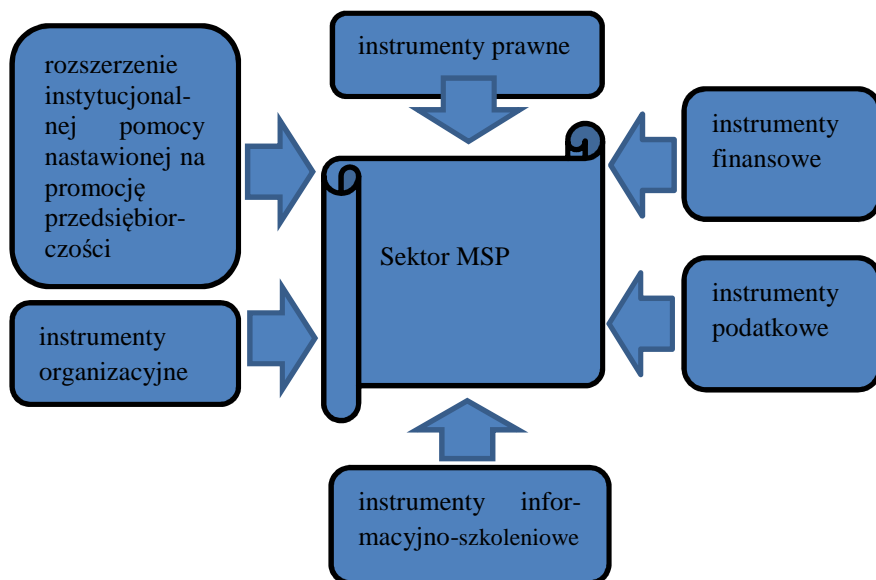 instrumenty prawne
rozszerzenie
instytucjonal-
nej pomocy
nastawionej na
promocję
przedsiębior-
czości
instrumenty
finansowe
Sektor MSP
instrumenty
organizacyjne
instrumenty
podatkowe
instrumenty infor-
macyjno-szkoleniowe